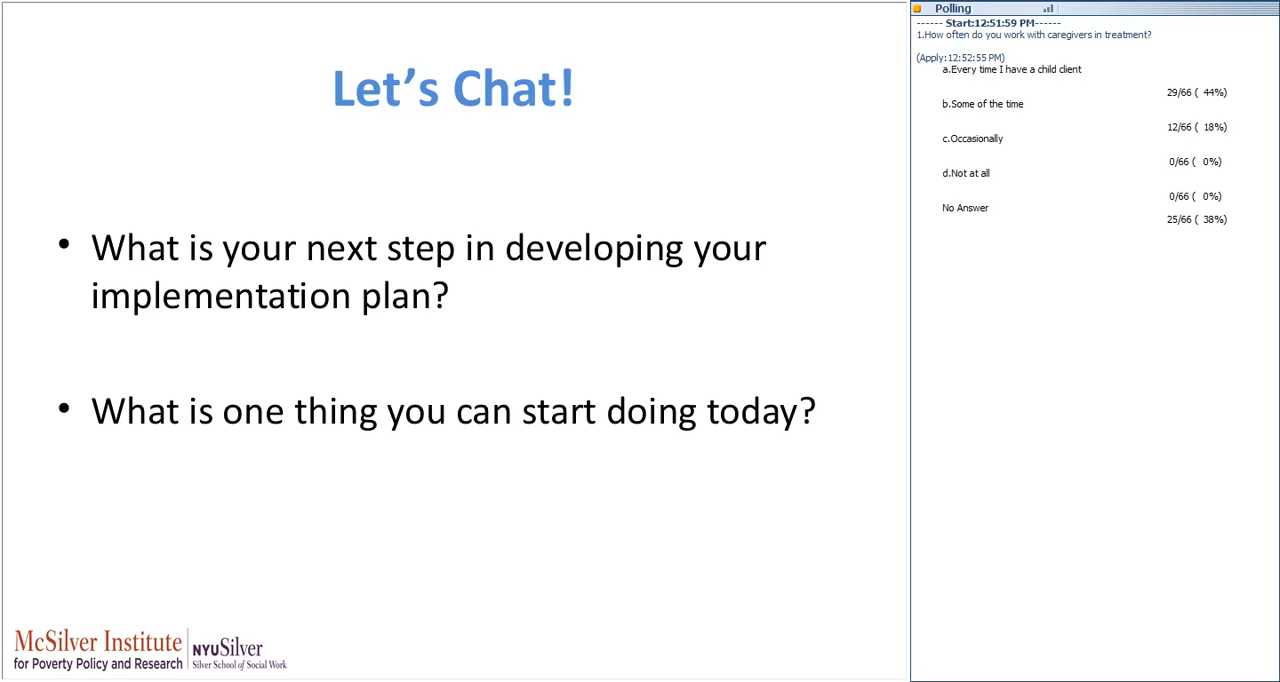 Let's Chat!
• What is your next step in developing your
implementation plan?
• What is one thing you can start doing today?
McSilver Institute
for Poverty Policy and Research
NYUSilver
Silver School of Social Work
Polling
------ Start:12:51:59 PM------
1.How often do you work with caregivers in treatment?
(Apply:12:52:55 PM)
a.Every time I have a child client
29/66 ( 44%)
b.Some of the time
12/66 ( 18%)
c.Occasionally
0/66 ( 0%)
d.Not at all
0/66 ( 0%)
No Answer
25/66 ( 38%)